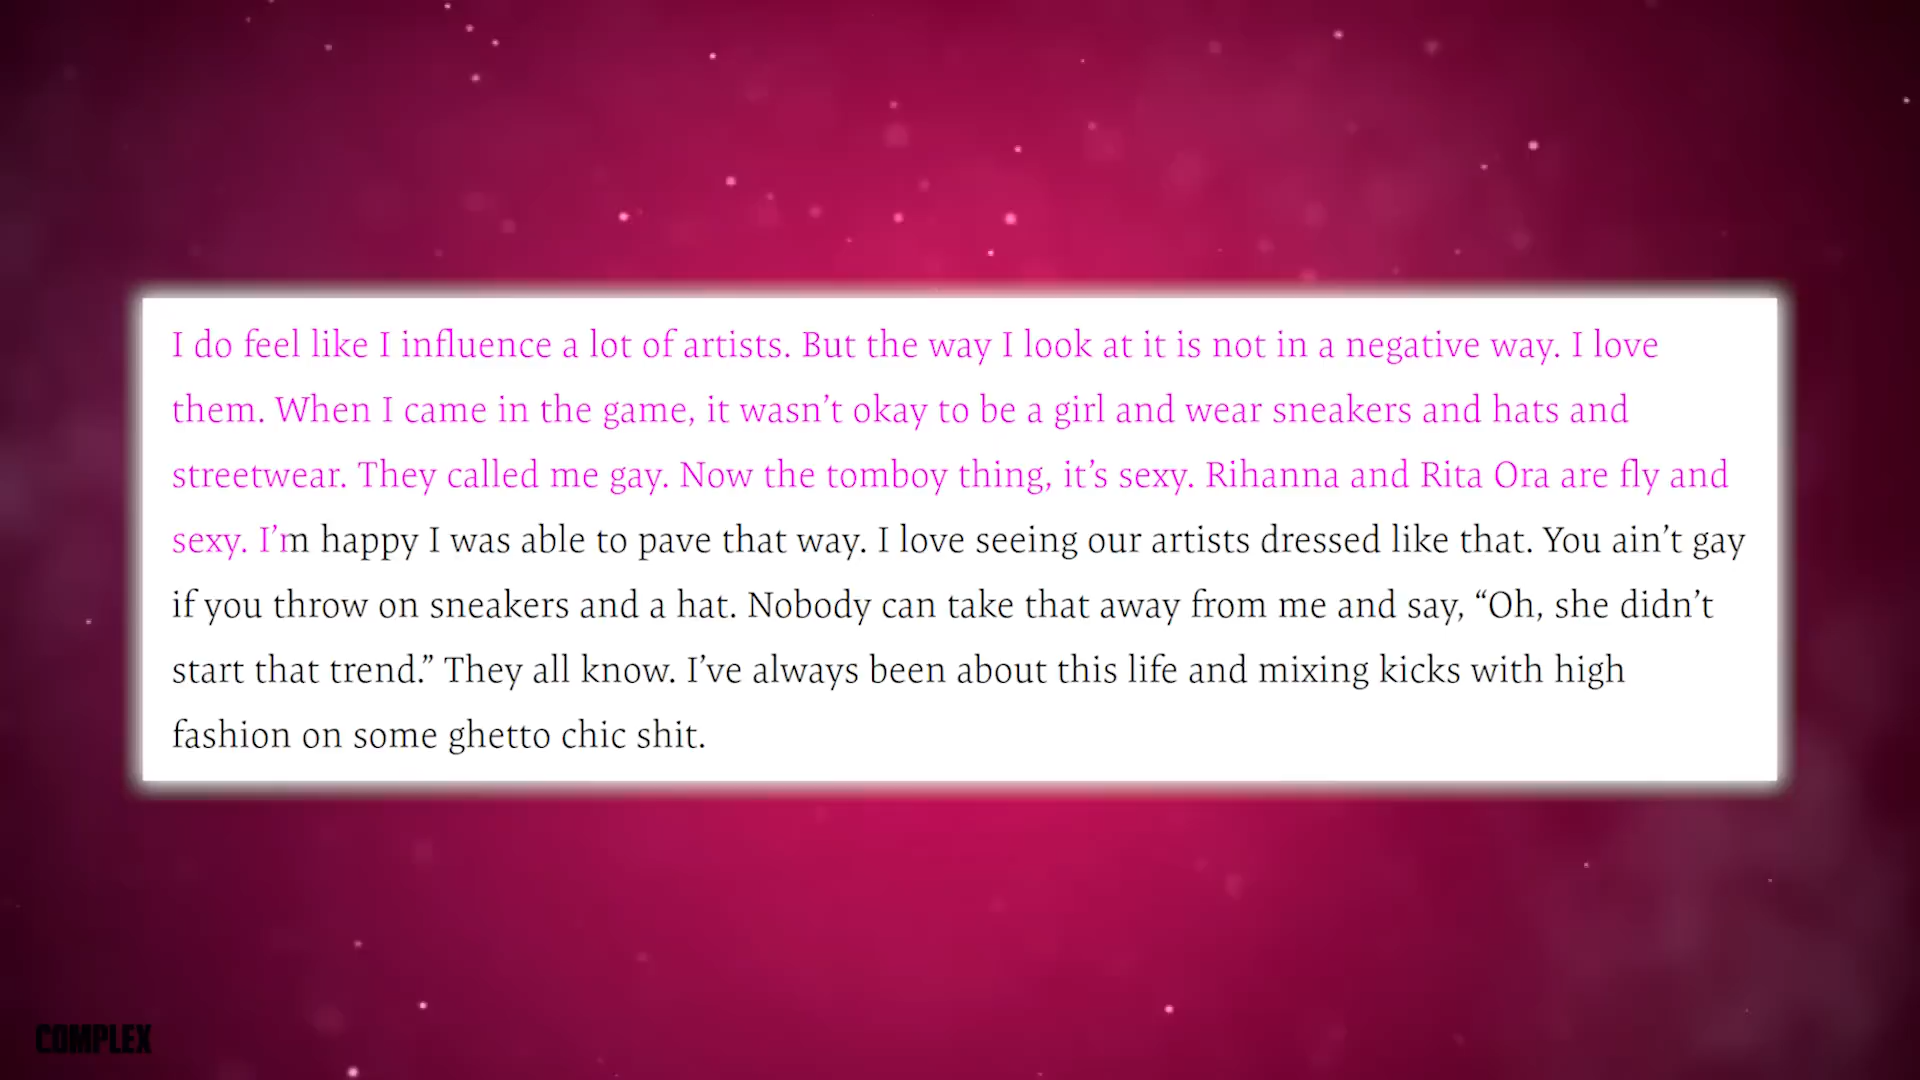 I do feel like I influence a lot of artists. But the way I look at it is not in a negative way. I love
them. When I came in the game, it wasn’t okay to be a girl and wear sneakers and hats and
streetwear. They called me gay. Now the tomboy thing, it’s sexy. Rihanna and Rita Ora are fly and
sexy. I’m happy I was able to pave that way. I love seeing our artists dressed like that. You ain’t gay
if you throw on sneakers and a hat. Nobody can take that away from me and say, “Oh, she didn’t
start that trend.” They all know. I’ve always been about this life and mixing kicks with high
fashion on some ghetto chic shit.
COMPLEX